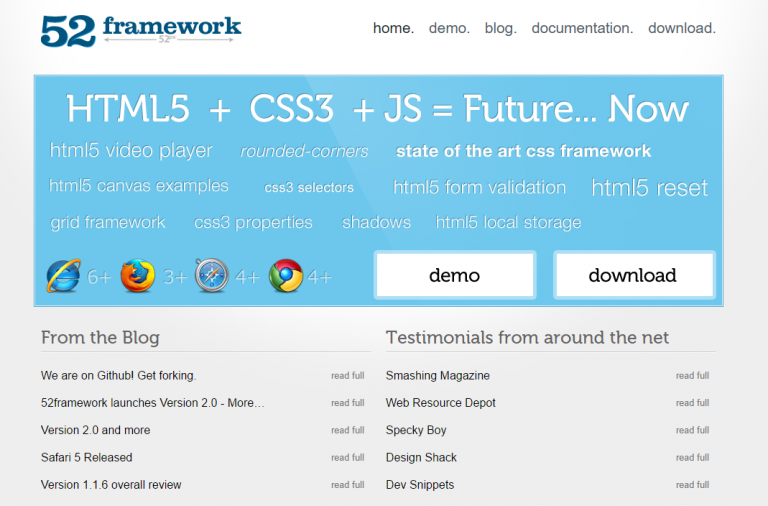 52 framework
52px
home. demo. blog. documentation. download.
HTML5 + CSS3 + JS = Future... Now
html5 video player rounded-corners state of the art css framework
html5 canvas examples css3 selectors html5 form validation html5 reset
grid framework css3 properties shadows html5 local storage
6+ 3+ 4+ 4+ demo download
From the Blog
We are on Github! Get forking. read full
52framework launches Version 2.0 - More… read full
Version 2.0 and more read full
Safari 5 Released read full
Version 1.1.6 overall review read full
Testimonials from around the net
Smashing Magazine read full
Web Resource Depot read full
Specky Boy read full
Design Shack read full
Dev Snippets read full